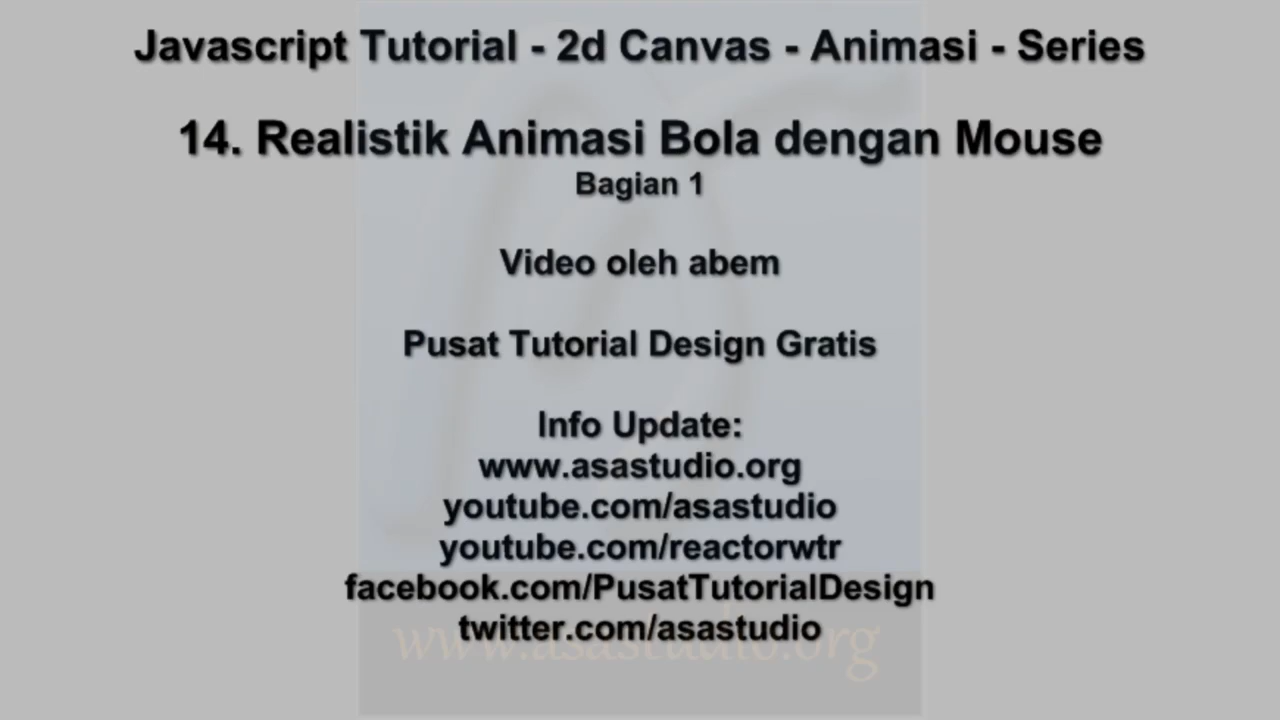 Javascript Tutorial - 2d Canvas - Animasi - Series
14. Realistik Animasi Bola dengan Mouse
Bagian 1
Video oleh abem
Pusat Tutorial Design Gratis
Info Update:
www.asastudio.org
youtube.com/asastudio
youtube.com/reactorwtr
facebook.com/PusatTutorialDesign
twitter.com/asastudio
www.asastudio.org